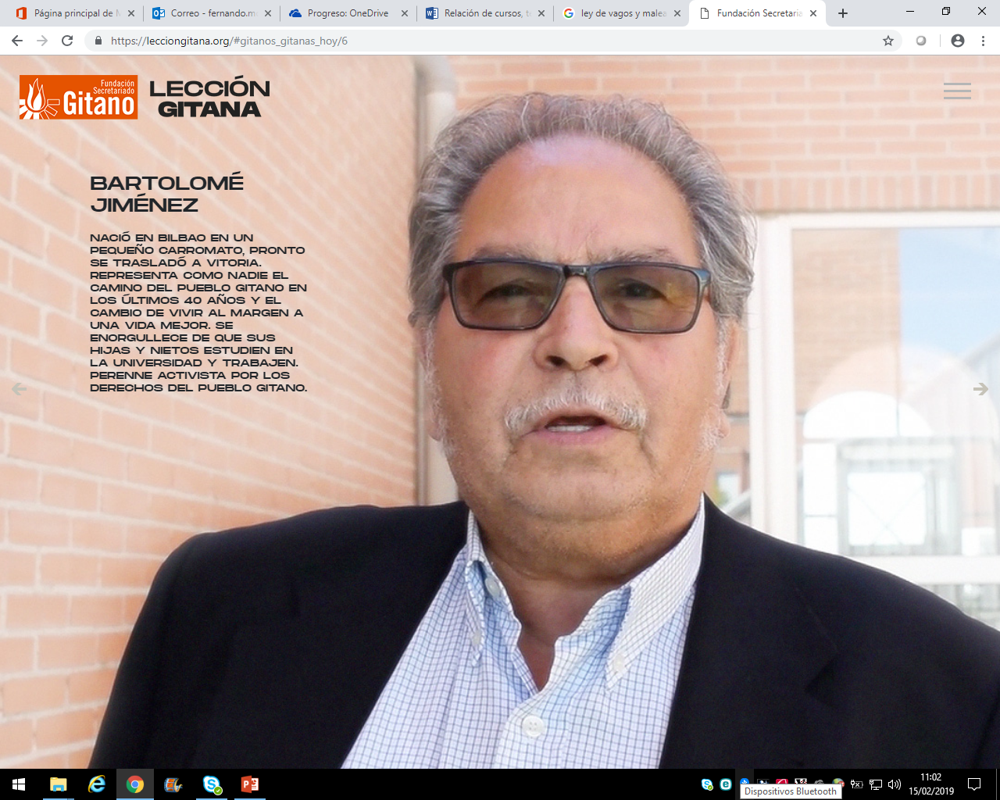 Página principal de M
Correo - fernando.m
Progreso: OneDrive
Relación de cursos, t
ley de vagos y malea
Fundación Secretaria
https://lecciongitana.org/#gitanos_gitanas_hoy/6
Fundación
Secretariado
Gitano
LECCIÓN
GITANA
BARTOLOMÉ
JIMÉNEZ
NACIÓ EN BILBAO EN UN
PEQUEÑO CARROMATO, PRONTO
SE TRASLADÓ A VITORIA.
REPRESENTA COMO NADIE EL
CAMINO DEL PUEBLO GITANO EN
LOS ÚLTIMOS 40 AÑOS Y EL
CAMBIO DE VIVIR AL MARGEN A
UNA VIDA MEJOR. SE
ENORGULLECE DE QUE SUS
HIJAS Y NIETOS ESTUDIEN EN
LA UNIVERSIDAD Y TRABAJEN.
PERENNE ACTIVISTA POR LOS
DERECHOS DEL PUEBLO GITANO.
11:02
15/02/2019
Dispositivos Bluetooth